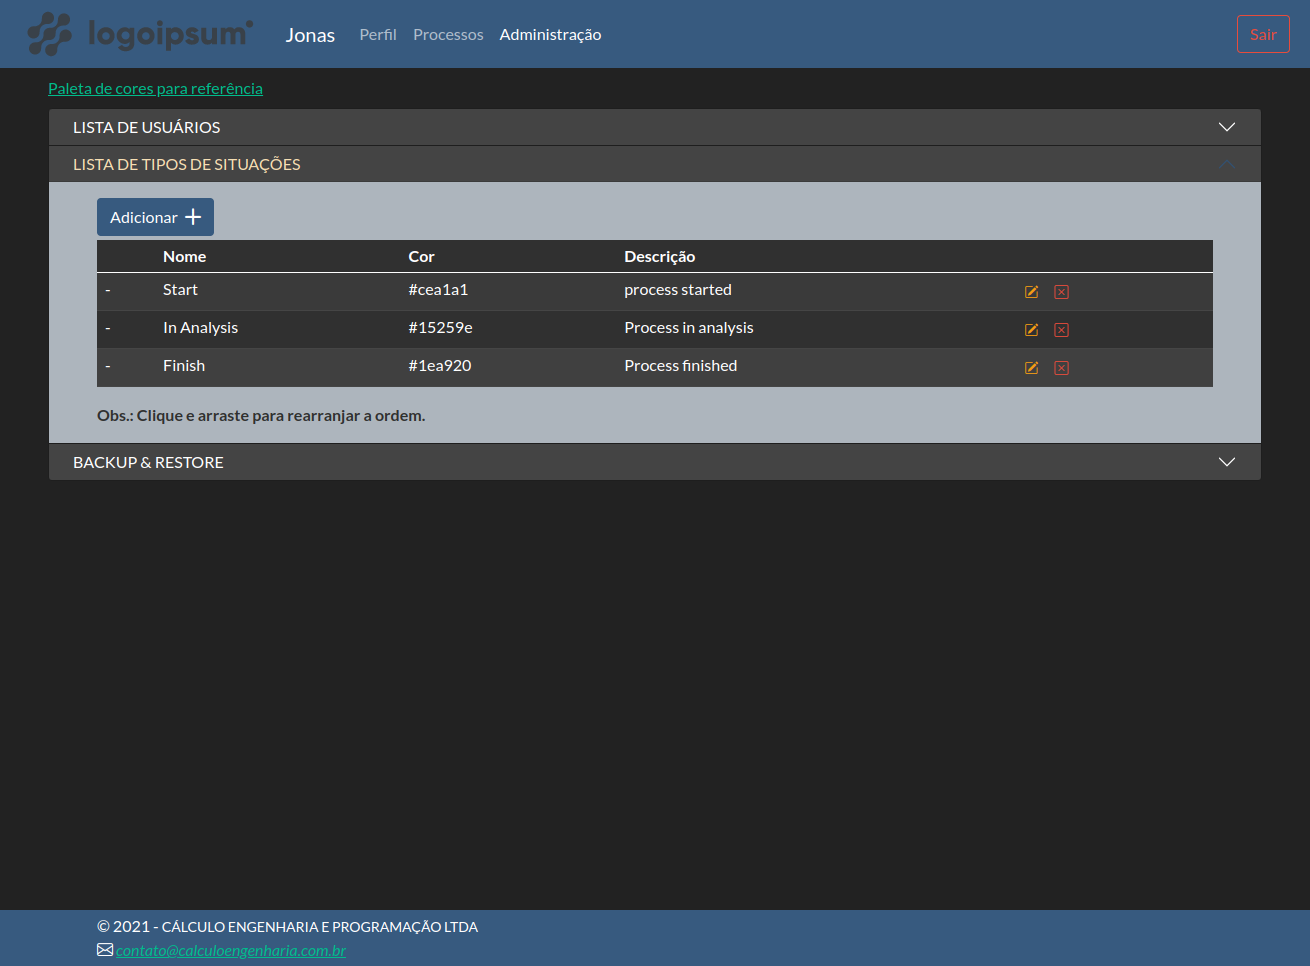 logoipsum Jonas Perfil Processos Administração Sair
Paleta de cores para referência
LISTA DE USUÁRIOS
LISTA DE TIPOS DE SITUAÇÕES
Adicionar +
Nome Cor Descrição
- Start #cea1a1 process started
- In Analysis #15259e Process in analysis
- Finish #1ea920 Process finished
Obs.: Clique e arraste para rearranjar a ordem.
BACKUP & RESTORE
© 2021 - CÁLCULO ENGENHARIA E PROGRAMAÇÃO LTDA
contato@calculoengenharia.com.br